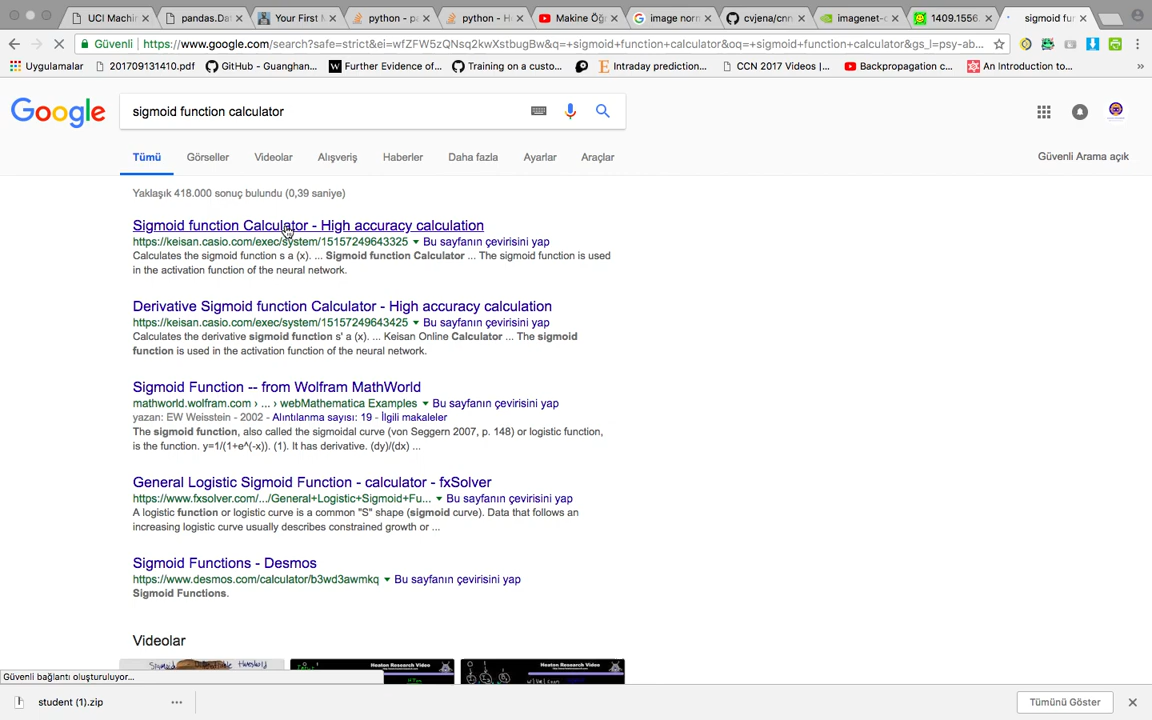 UCI Machin
pandas.Dat
Your First M
python - pa
python - Ho
Makine Öğr
image norm
cvjena/cnn
imagenet-c
1409.1556.
sigmoid fur
Güvenli
https://www.google.com/search?safe=strict&ei=wfZFW5zQNsq2kwXstbugBw&q=+sigmoid+function+calculator&oq=+sigmoid+function+calculator&gs_l=psy-ab...
Uygulamar
201709131410.pdf
GitHub - Guanghan...
Further Evidence of...
Training on a custo...
Intraday prediction...
CCN 2017 Videos |...
Backpropagation c...
An Introduction to...
»
Google
sigmoid function calculator
Tümü
Görseller
Videolar
Alışveriş
Haberler
Daha fazla
Ayarlar
Araçlar
Güvenli Arama açık
Yaklaşık 418.000 sonuç bulundu (0,39 saniye)
Sigmoid function Calculator - High accuracy calculation
https://keisan.casio.com/exec/system/15157249643325 ▾ Bu sayfanın çevirisini yap
Calculates the sigmoid function s a (x). ... Sigmoid function Calculator ... The sigmoid function is used
in the activation function of the neural network.
Derivative Sigmoid function Calculator - High accuracy calculation
https://keisan.casio.com/exec/system/15157249643425 ▾ Bu sayfanın çevirisini yap
Calculates the derivative sigmoid function s' a (x). ... Keisan Online Calculator ... The sigmoid
function is used in the activation function of the neural network.
Sigmoid Function -- from Wolfram MathWorld
mathworld.wolfram.com › ... › webMathematica Examples ▾ Bu sayfanın çevirisini yap
yazan: EW Weisstein - 2002 - Alıntılanma sayısı: 19 - İlgili makaleler
The sigmoid function, also called the sigmoidal curve (von Seggern 2007, p. 148) or logistic function,
is the function. y=1/(1+e^(-x)). (1). It has derivative. (dy)/(dx) ...
General Logistic Sigmoid Function - calculator - fxSolver
https://www.fxsolver.com/.../General+Logistic+Sigmoid+Fu... ▾ Bu sayfanın çevirisini yap
A logistic function or logistic curve is a common "S" shape (sigmoid curve). Data that follows an
increasing logistic curve usually describes constrained growth or ...
Sigmoid Functions - Desmos
https://www.desmos.com/calculator/b3wd3awmkq ▾ Bu sayfanın çevirisini yap
Sigmoid Functions.
Videolar
Heaton Research Video
Heaton Research Video
Güvenli bağlantı oluşturuluyor...
student (1).zip
Tümünü Göster